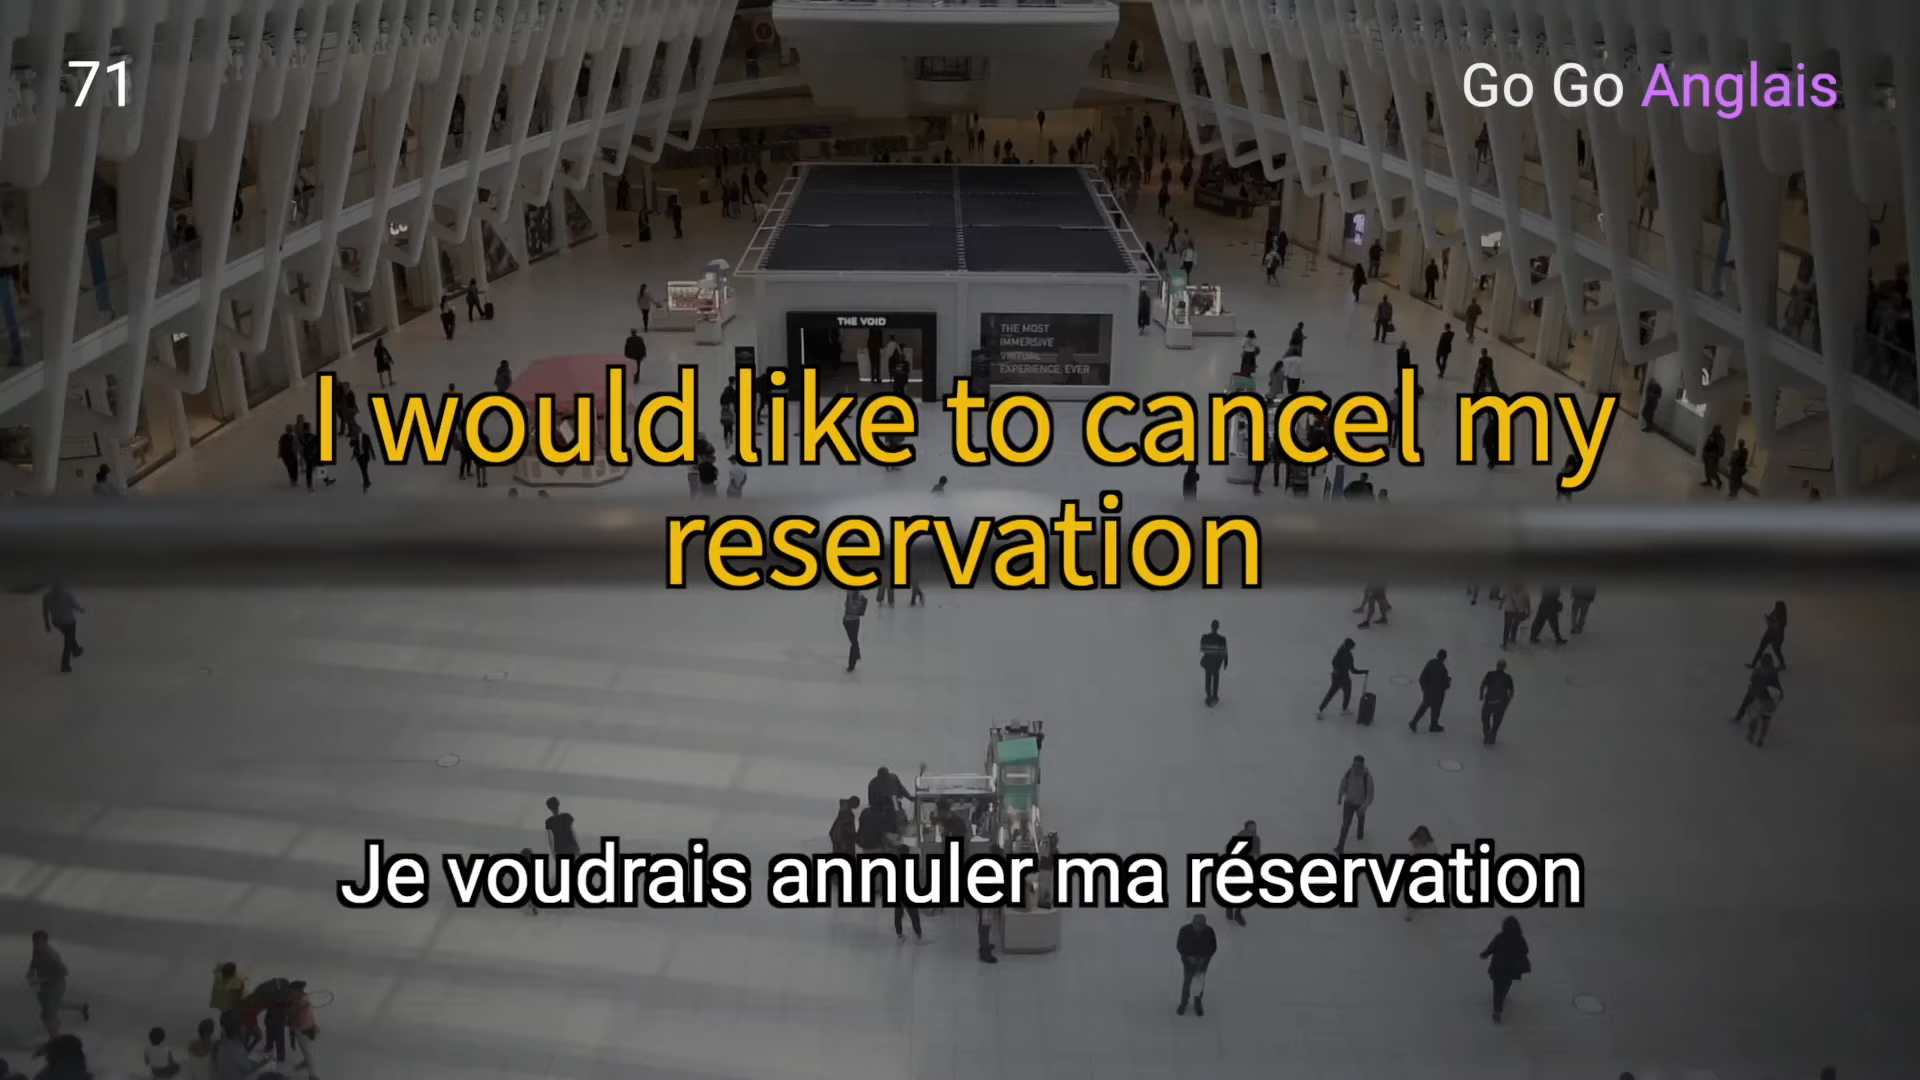 71
Go Go Anglais
THE VOID
THE MOST
IMMERSIVE
VIRTUAL
EXPERIENCE EVER
I would like to cancel my
reservation
Je voudrais annuler ma réservation